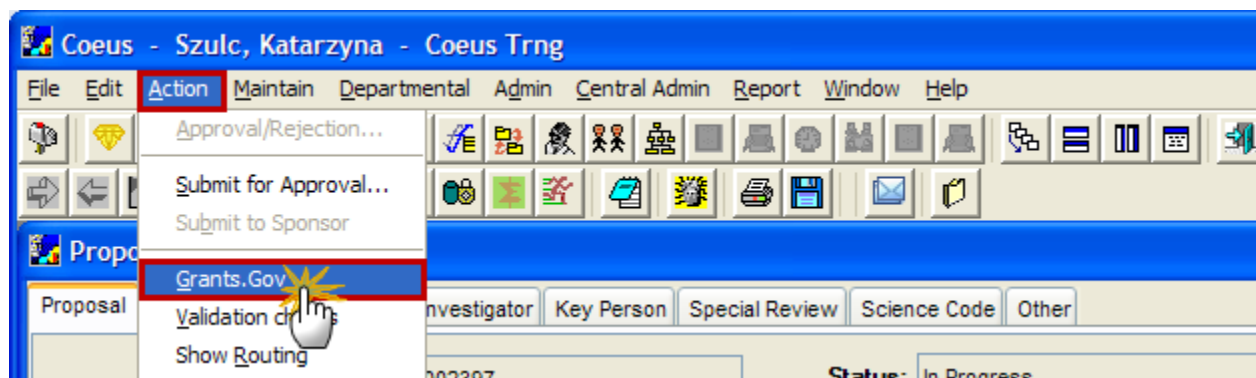 Coeus - Szulc, Katarzyna - Coeus Trng
File Edit Action Maintain Departmental Admin Central Admin Report Window Help
Approval/Rejection...
Submit for Approval...
Submit to Sponsor
Propo
Grants.Gov
Proposal nvestigator Key Person Special Review Science Code Other
Validation
Show Routing
Status: In Progress